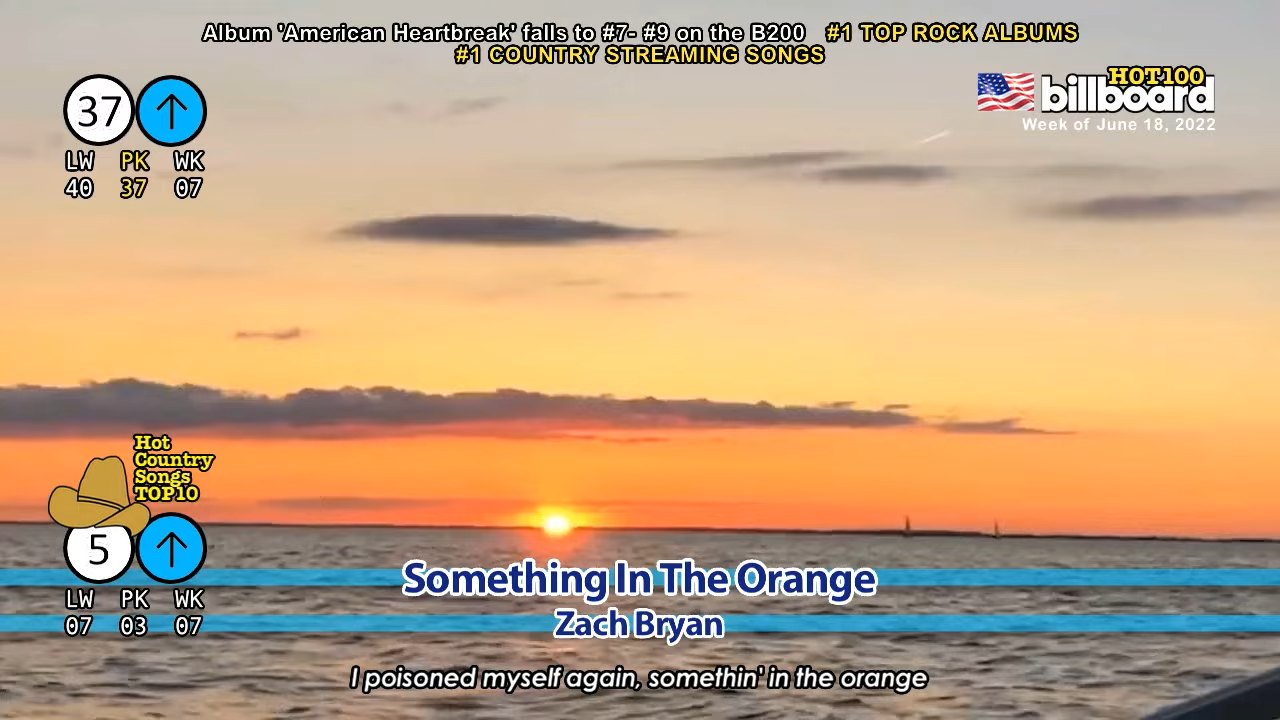 Album 'American Heartbreak' falls to #7- #9 on the B200 #1 TOP ROCK ALBUMS
#1 COUNTRY STREAMING SONGS
37 ↑
LW PK WK
40 37 07
HOT100
billboard
Week of June 18, 2022
Hot
Country
Songs
TOP10
5 ↑
LW PK WK
07 03 07
Something In The Orange
Zach Bryan
I poisoned myself again, somethin' in the orange